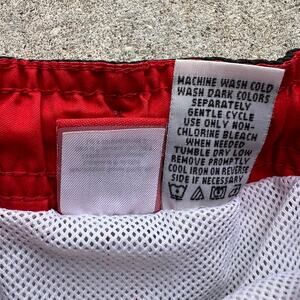 MACHINE WASH COLD
WASH DARK COLORS
SEPARATELY
GENTLE CYCLE
USE ONLY NON-
CHLORINE BLEACH
WHEN NEEDED
TUMBLE DRY LOW
REMOVE PROMPTLY
COOL IRON ON REVERSE
SIDE IF NECESSARY